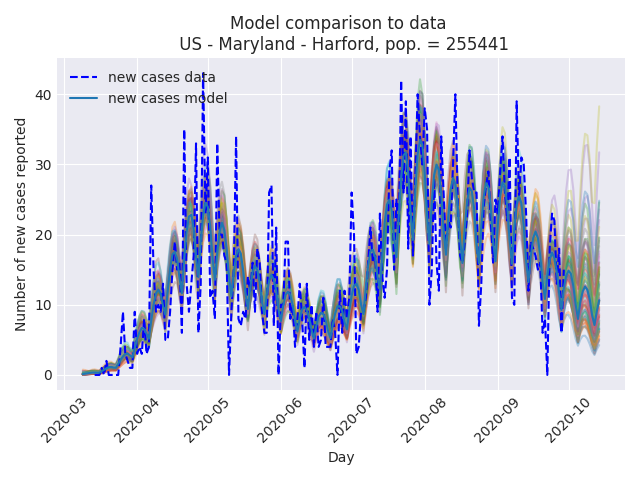 Model comparison to data
US - Maryland - Harford, pop. = 255441
new cases data
new cases model
Number of new cases reported
40
30
20
10
0
2020-03
2020-04
2020-05
2020-06
2020-07
2020-08
2020-09
2020-10
Day